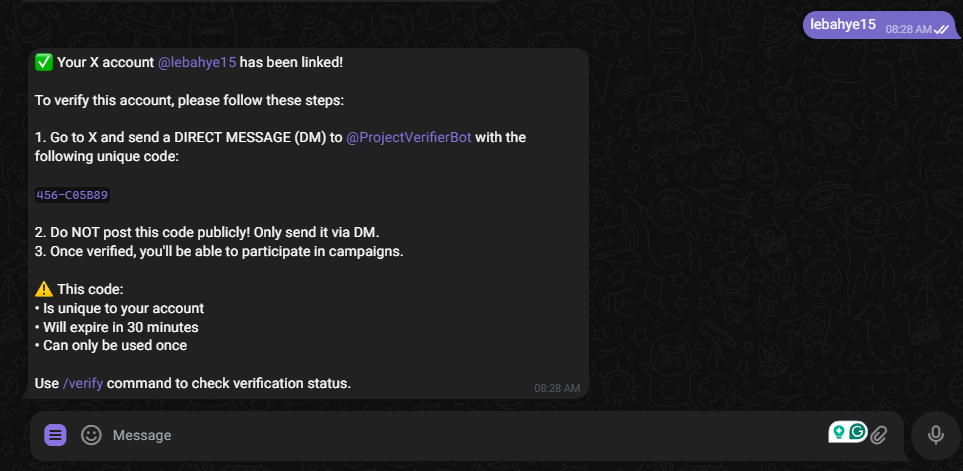 lebahye15 08:28 AM
✅ Your X account @lebahye15 has been linked!
To verify this account, please follow these steps:
1. Go to X and send a DIRECT MESSAGE (DM) to @ProjectVerifierBot with the
following unique code:
456-C05B89
2. Do NOT post this code publicly! Only send it via DM.
3. Once verified, you'll be able to participate in campaigns.
⚠️ This code:
• Is unique to your account
• Will expire in 30 minutes
• Can only be used once
Use /verify command to check verification status.
08:28 AM
Message